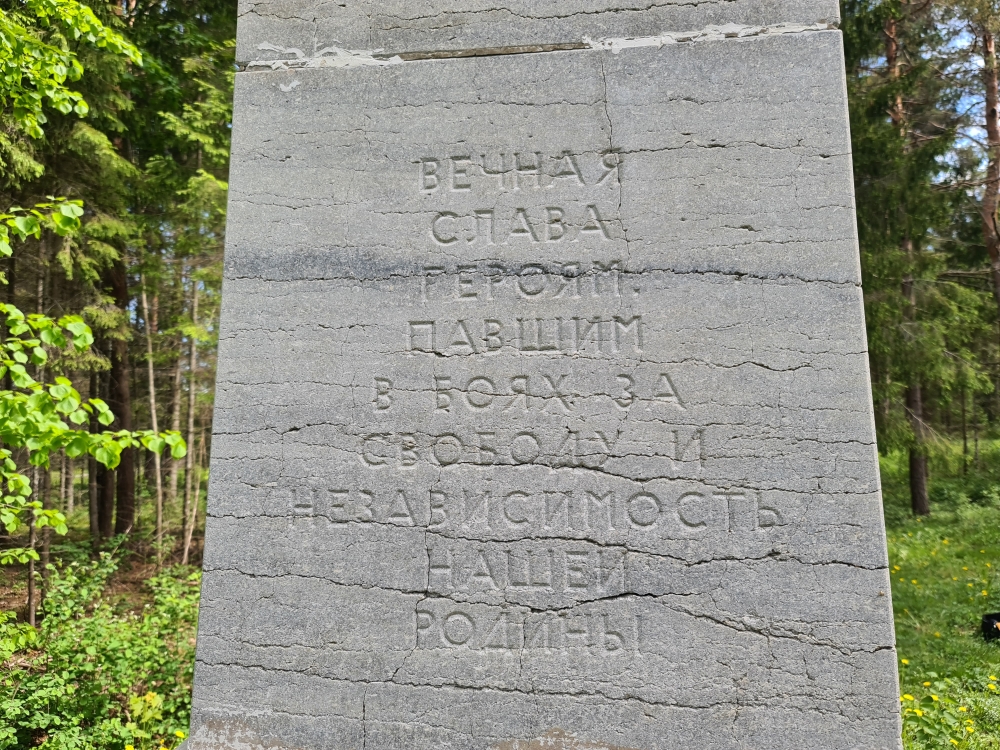 ВЕЧНАЯ
СЛАВА
ГЕРОЯМ,
ПАВШИМ
В БОЯХ ЗА
СВОБОДУ И
НЕЗАВИСИМОСТЬ
НАШЕЙ
РОДИНЫ